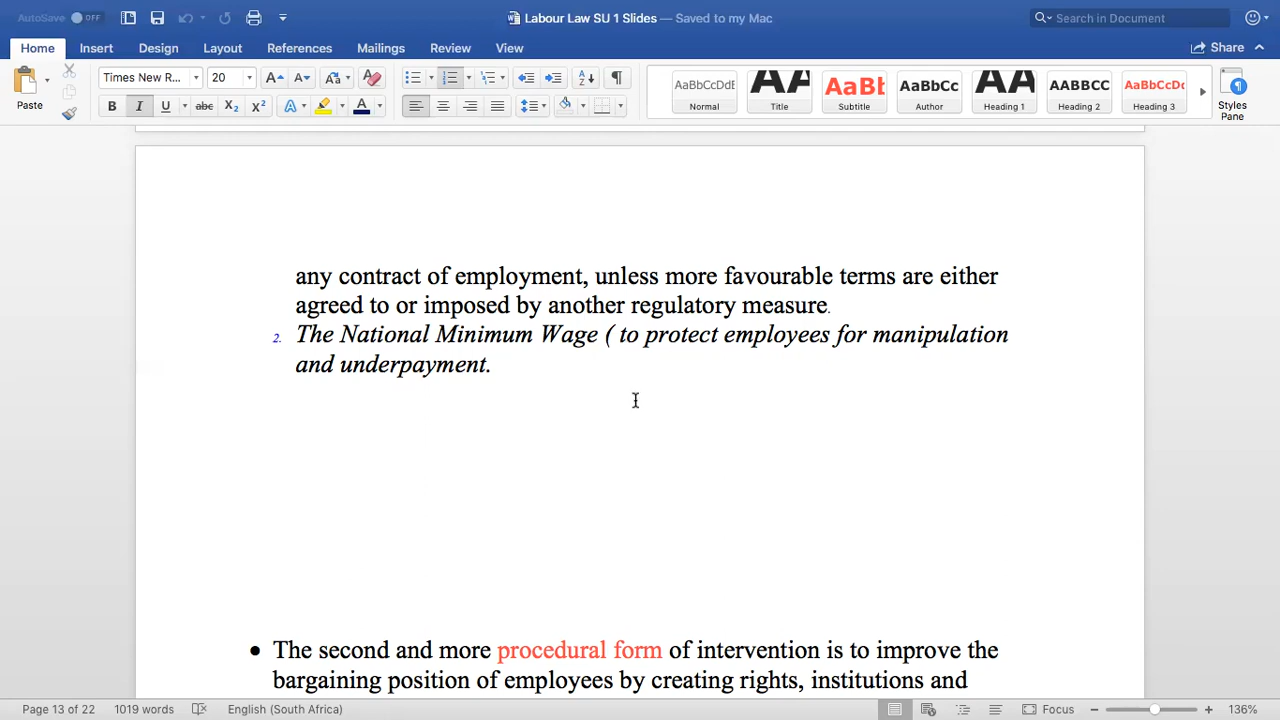 AutoSave OFF Labour Law SU 1 Slides — Saved to my Mac Search in Document
Home Insert Design Layout References Mailings Review View Share
Paste Times New R... 20 AaBbCcDdE AA AaBb AaBbCc AA AABBCC AaBbCcDc
B I U abc X2 X2 A A Normal Title Subtitle Author Heading 1 Heading 2 Heading 3 Styles Pane
any contract of employment, unless more favourable terms are either
agreed to or imposed by another regulatory measure.
2. The National Minimum Wage ( to protect employees for manipulation
and underpayment.
• The second and more procedural form of intervention is to improve the
bargaining position of employees by creating rights, institutions and
Page 13 of 22 1019 words English (South Africa) Focus 136%